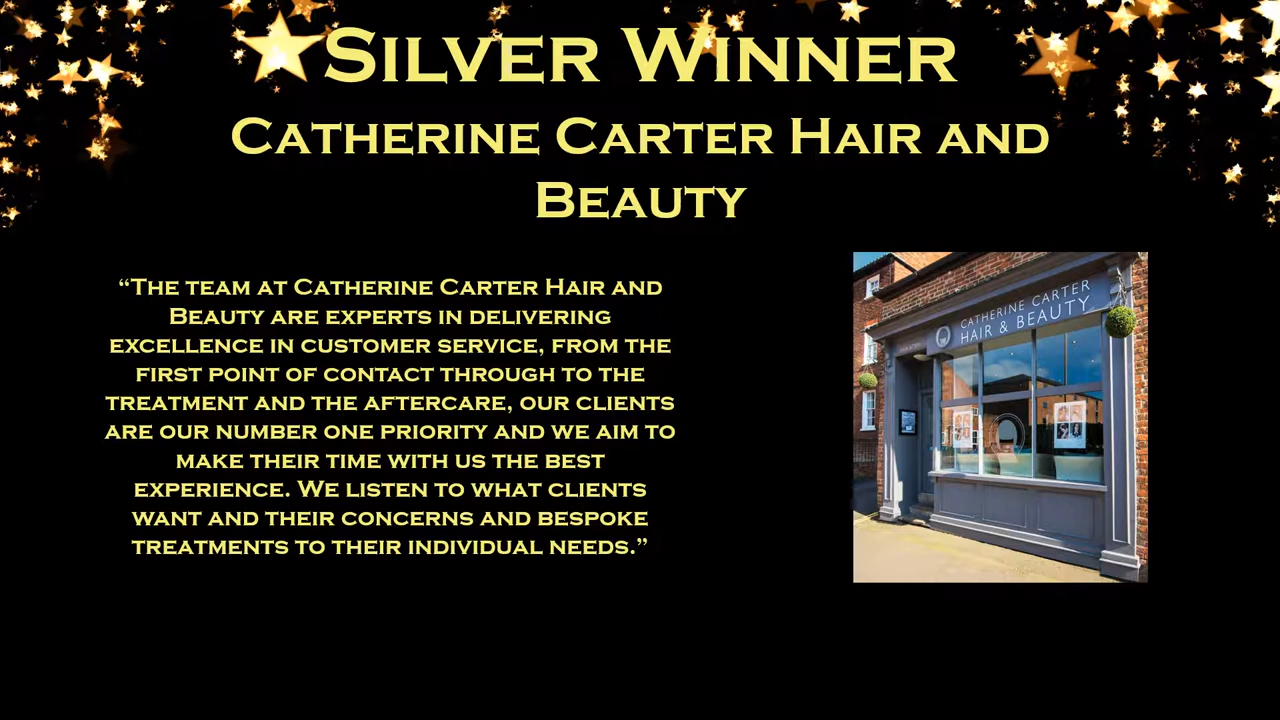 Silver Winner
Catherine Carter Hair and
Beauty
“The team at Catherine Carter Hair and
Beauty are experts in delivering
excellence in customer service, from the
first point of contact through to the
treatment and the aftercare, our clients
are our number one priority and we aim to
make their time with us the best
experience. We listen to what clients
want and their concerns and bespoke
treatments to their individual needs.”
CATHERINE CARTER
HAIR & BEAUTY